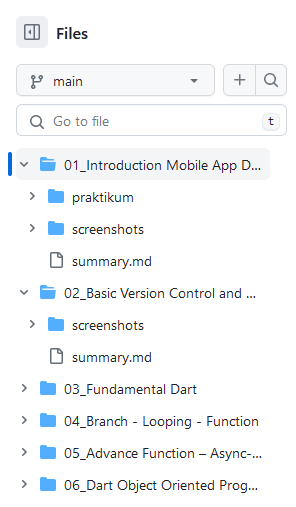 Files
main
Go to file
t
01_Introduction Mobile App D...
praktikum
screenshots
summary.md
02_Basic Version Control and ...
screenshots
summary.md
03_Fundamental Dart
04_Branch - Looping - Function
05_Advance Function – Async-...
06_Dart Object Oriented Prog...